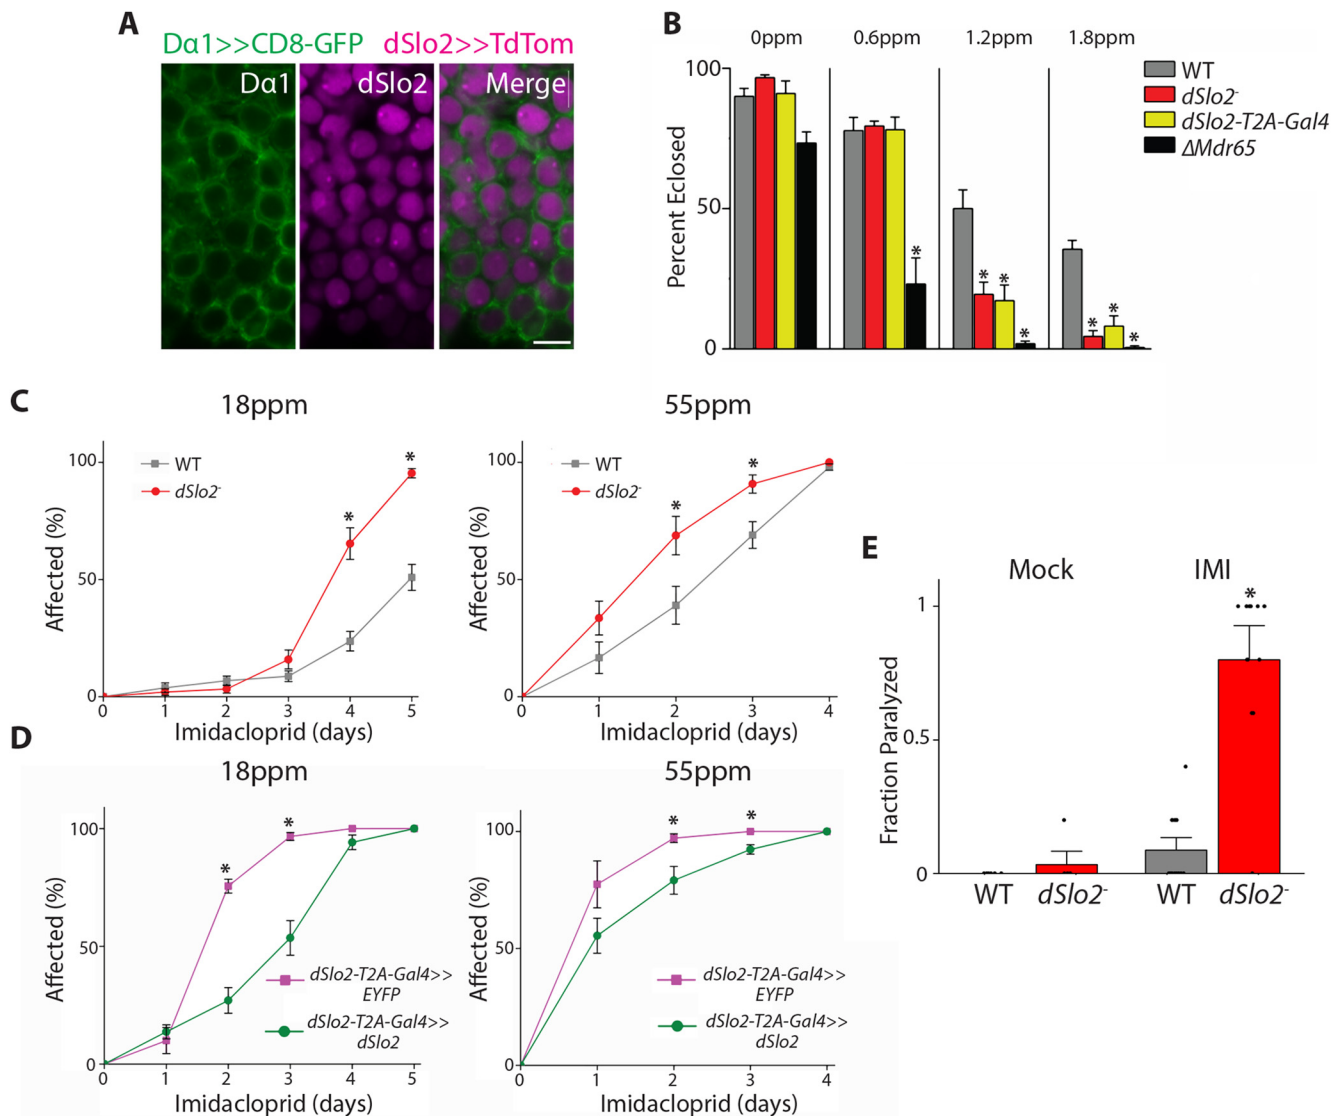 A
Dα1>>CD8-GFP dSlo2>>TdTom
Dα1 dSlo2 Merge
B
0ppm 0.6ppm 1.2ppm 1.8ppm
Percent Eclosed
100
50
0
* * * * * * *
WT
dSlo2-
dSlo2-T2A-Gal4
ΔMdr65
C
18ppm
Affected (%)
100
50
0
WT
dSlo2-
* *
0 1 2 3 4 5
Imidacloprid (days)
55ppm
Affected (%)
100
50
0
* *
WT
dSlo2-
0 1 2 3 4
Imidacloprid (days)
D
18ppm
Affected (%)
100
50
0
* *
dSlo2-T2A-Gal4>>
EYFP
dSlo2-T2A-Gal4>>
dSlo2
0 1 2 3 4 5
Imidacloprid (days)
55ppm
Affected (%)
100
50
0
* *
dSlo2-T2A-Gal4>>
EYFP
dSlo2-T2A-Gal4>>
dSlo2
0 1 2 3 4
Imidacloprid (days)
E
Mock IMI
Fraction Paralyzed
1
0.5
0
*
WT dSlo2- WT dSlo2-